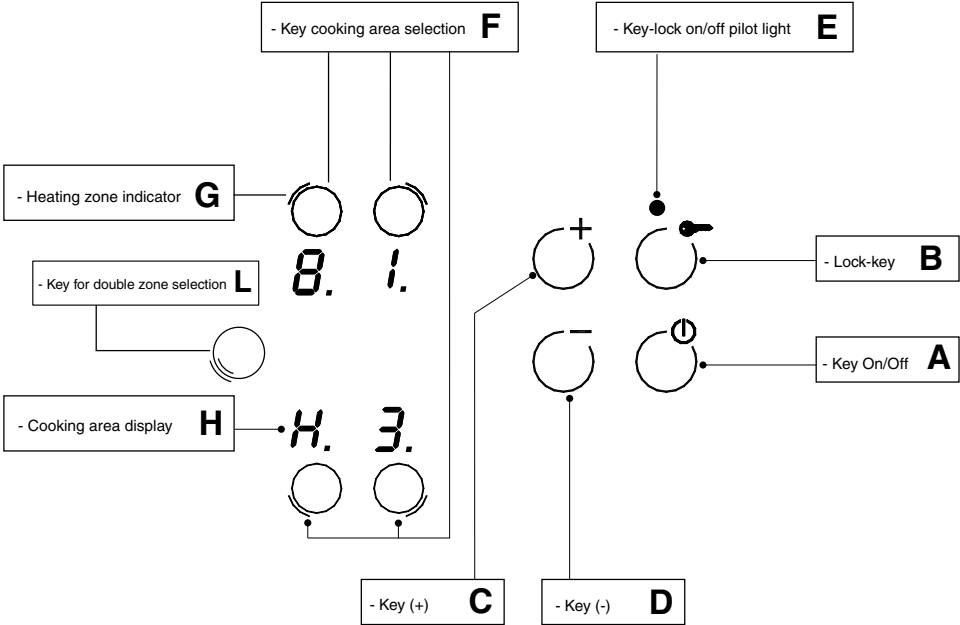 - Key cooking area selection F
- Key-lock on/off pilot light E
- Heating zone indicator G
+
8. 1.
- Lock-key B
- Key for double zone selection L
−
- Key On/Off A
- Cooking area display H
H. 3.
- Key (+) C
- Key (-) D